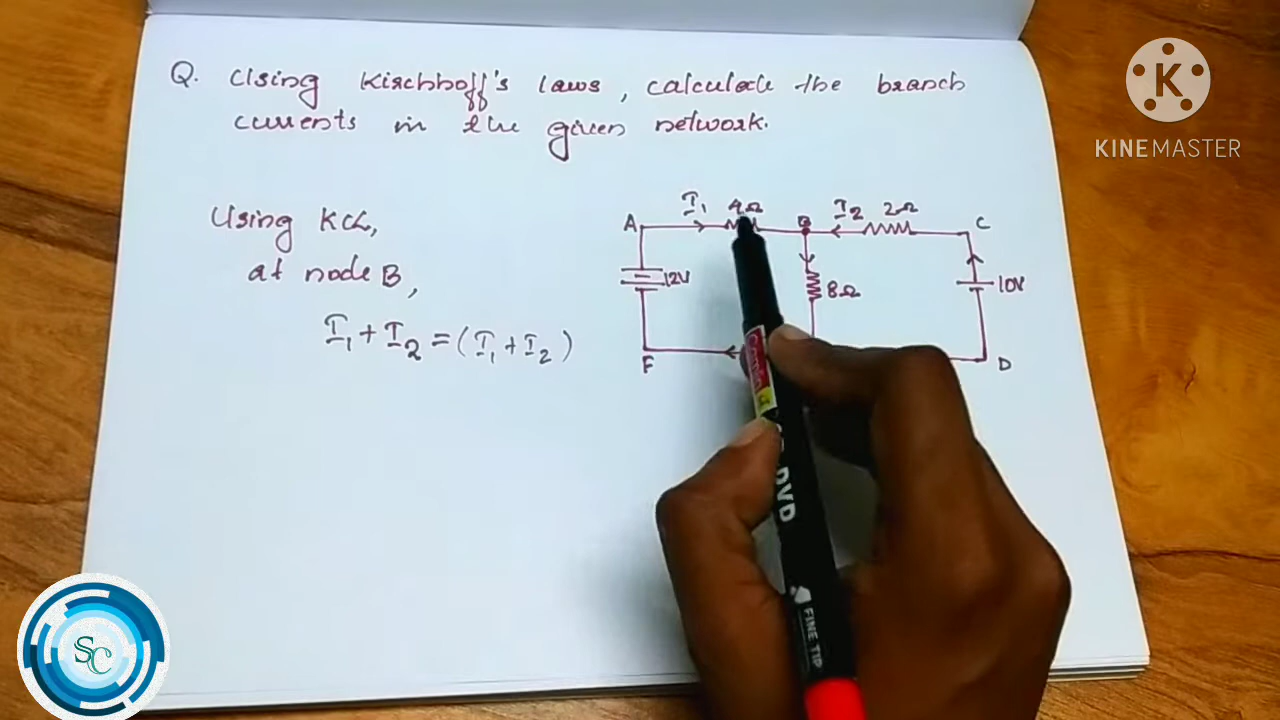 Q. Using Kirchhoff's laws, calculate the branch
currents in the given network.
KINEMASTER
Using KCL,
at node B,
I₁ + I₂ = (I₁ + I₂)
A I₁ 4Ω B I₂ 2Ω C
12V 8Ω 10V
F D
DVD
FINE TIP
SC